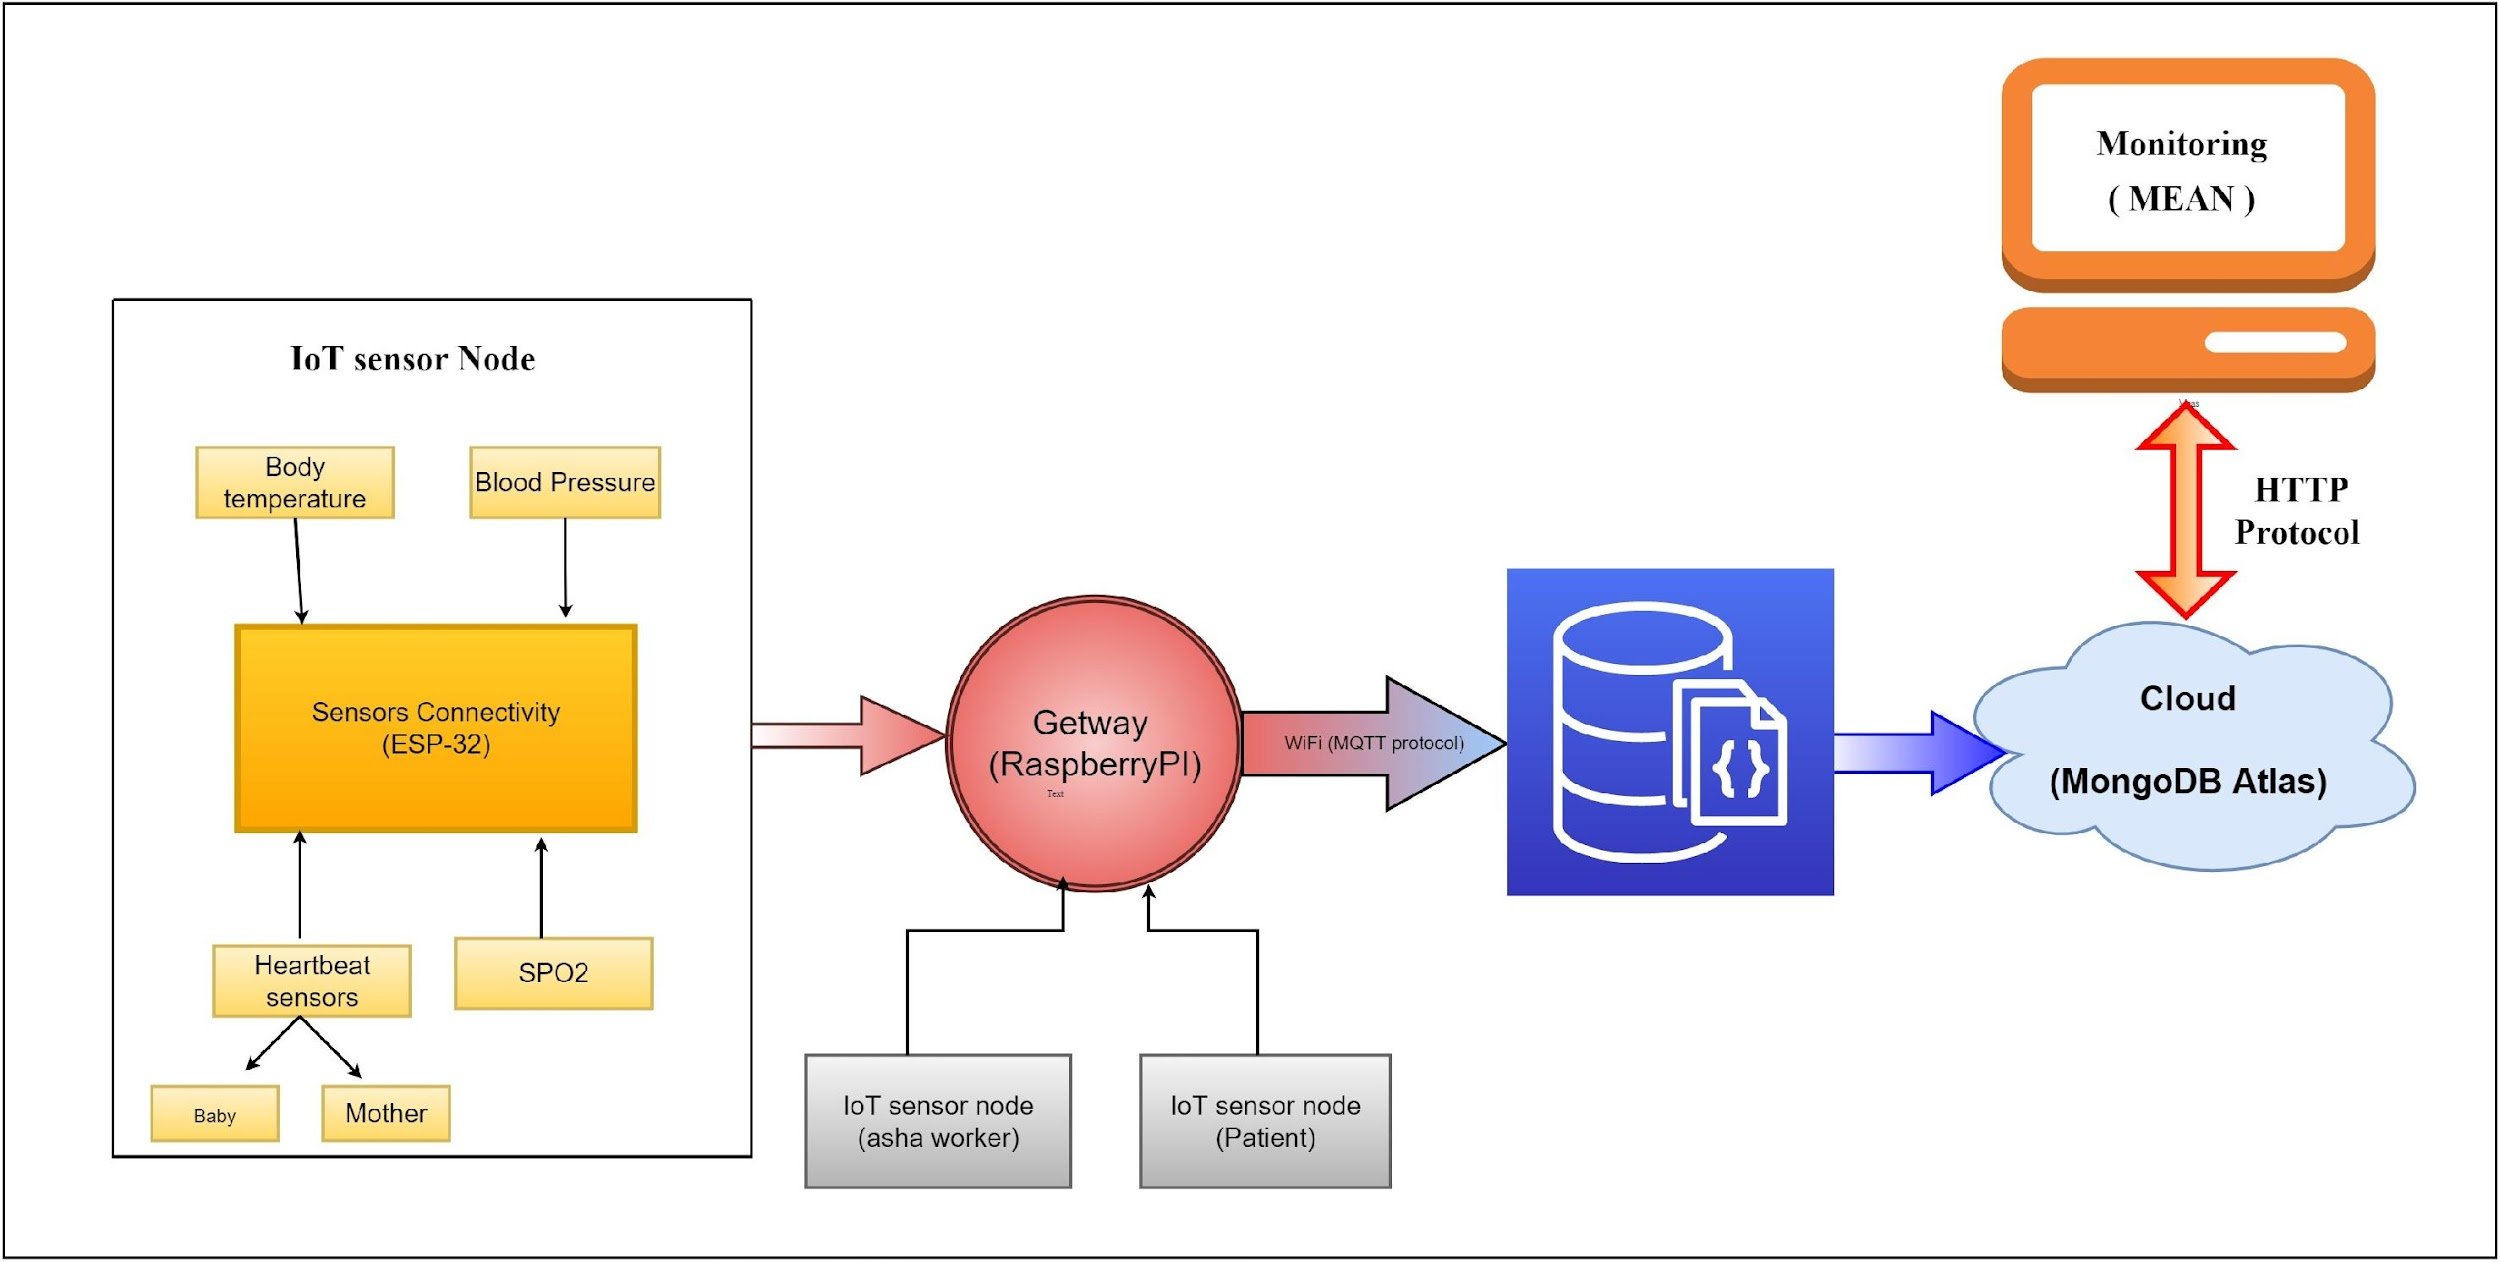 Monitoring
( MEAN )
HTTP
Protocol
IoT sensor Node
Body
temperature
Blood Pressure
Sensors Connectivity
(ESP-32)
Heartbeat
sensors
SPO2
Baby
Mother
Getway
(RaspberryPI)
Text
WiFi (MQTT protocol)
{}
Cloud
(MongoDB Atlas)
IoT sensor node
(asha worker)
IoT sensor node
(Patient)